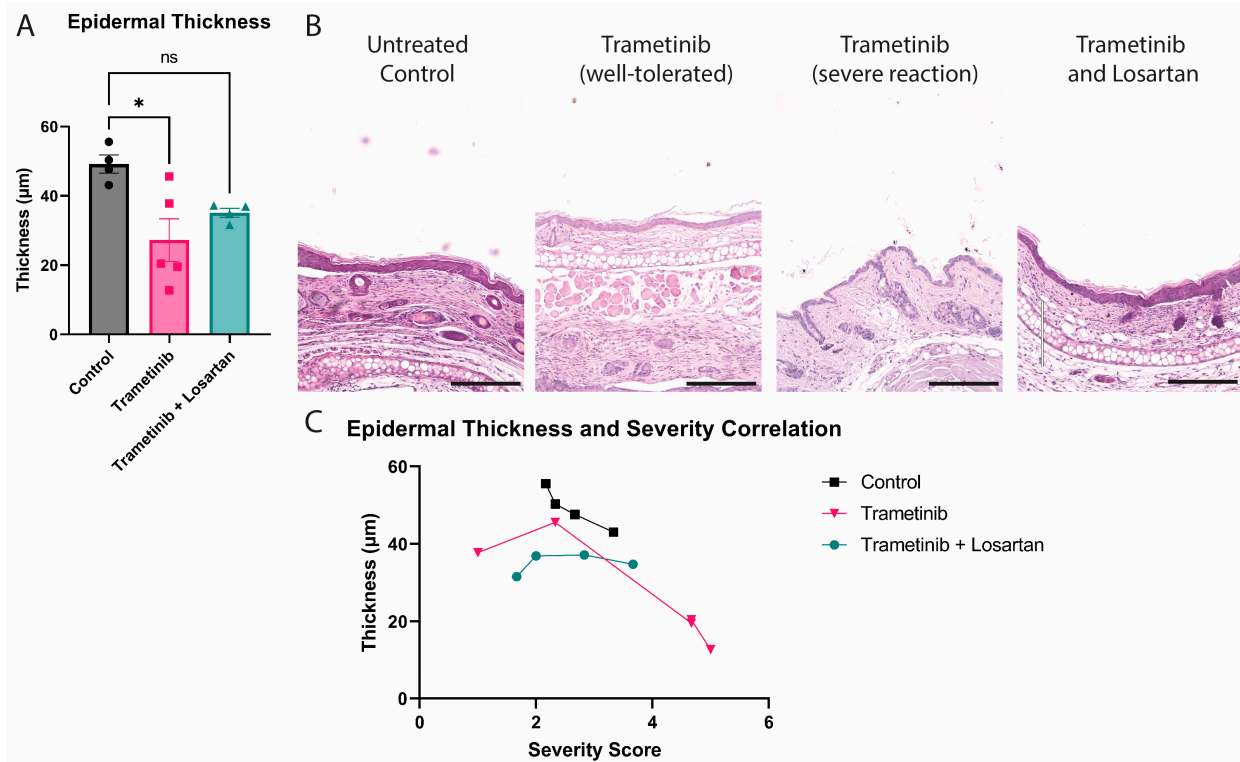 A
Epidermal Thickness
ns
*
60
40
20
0
Thickness (µm)
Control
Trametinib
Trametinib + Losartan
B
Untreated
Control
Trametinib
(well-tolerated)
Trametinib
(severe reaction)
Trametinib
and Losartan
C
Epidermal Thickness and Severity Correlation
60
40
20
0
Thickness (µm)
0
2
4
6
Severity Score
Control
Trametinib
Trametinib + Losartan